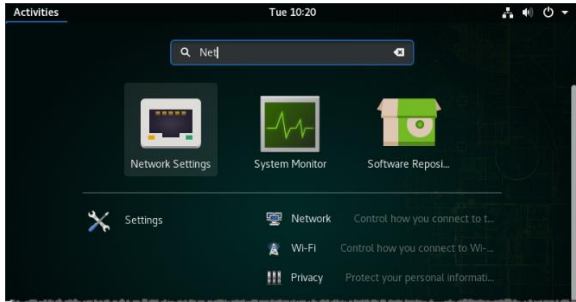 Activities
Tue 10:20
Net
Network Settings
System Monitor
Software Reposi...
Settings
Network
Control how you connect to t...
Wi-Fi
Control how you connect to Wi-...
Privacy
Protect your personal informati...